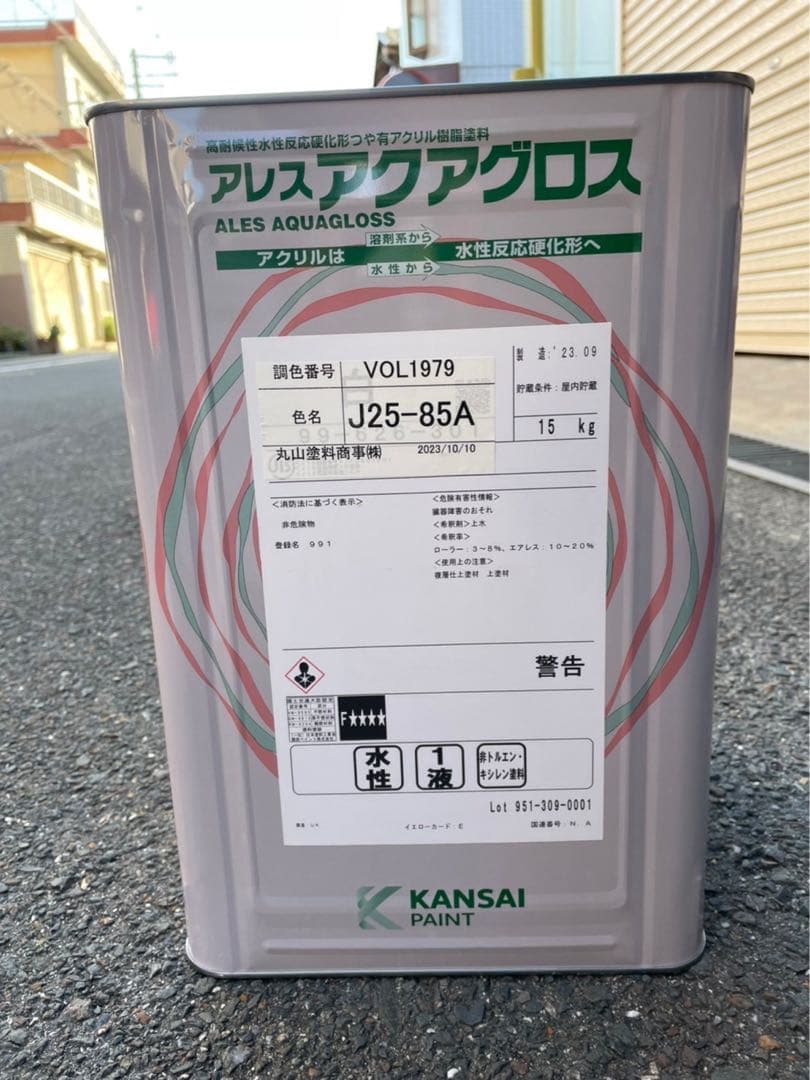 高耐候性水性反応硬化形つや有アクリル樹脂塗料
アレスアクアグロス
ALES AQUAGLOSS
アクリルは
溶剤系から
水性から
水性反応硬化形へ
調色番号 VOL1979
色名 J25-85A
99-626-301
丸山塗料商事㈱ 2023/10/10
製 造:'23.09
貯蔵条件:屋内貯蔵
15 kg
<消防法に基づく表示>
非危険物
登録名 991
<危険有害性情報>
臓器障害のおそれ
<希釈剤>上水
<希釈率>
ローラー:3~8%、エアレス:10~20%
<使用上の注意>
複層仕上塗材 上塗材
警告
F★★★★
水性
1液
非トルエン・キシレン塗料
Lot 951-309-0001
イエローカード:E
国連番号:N.A
KANSAI
PAINT